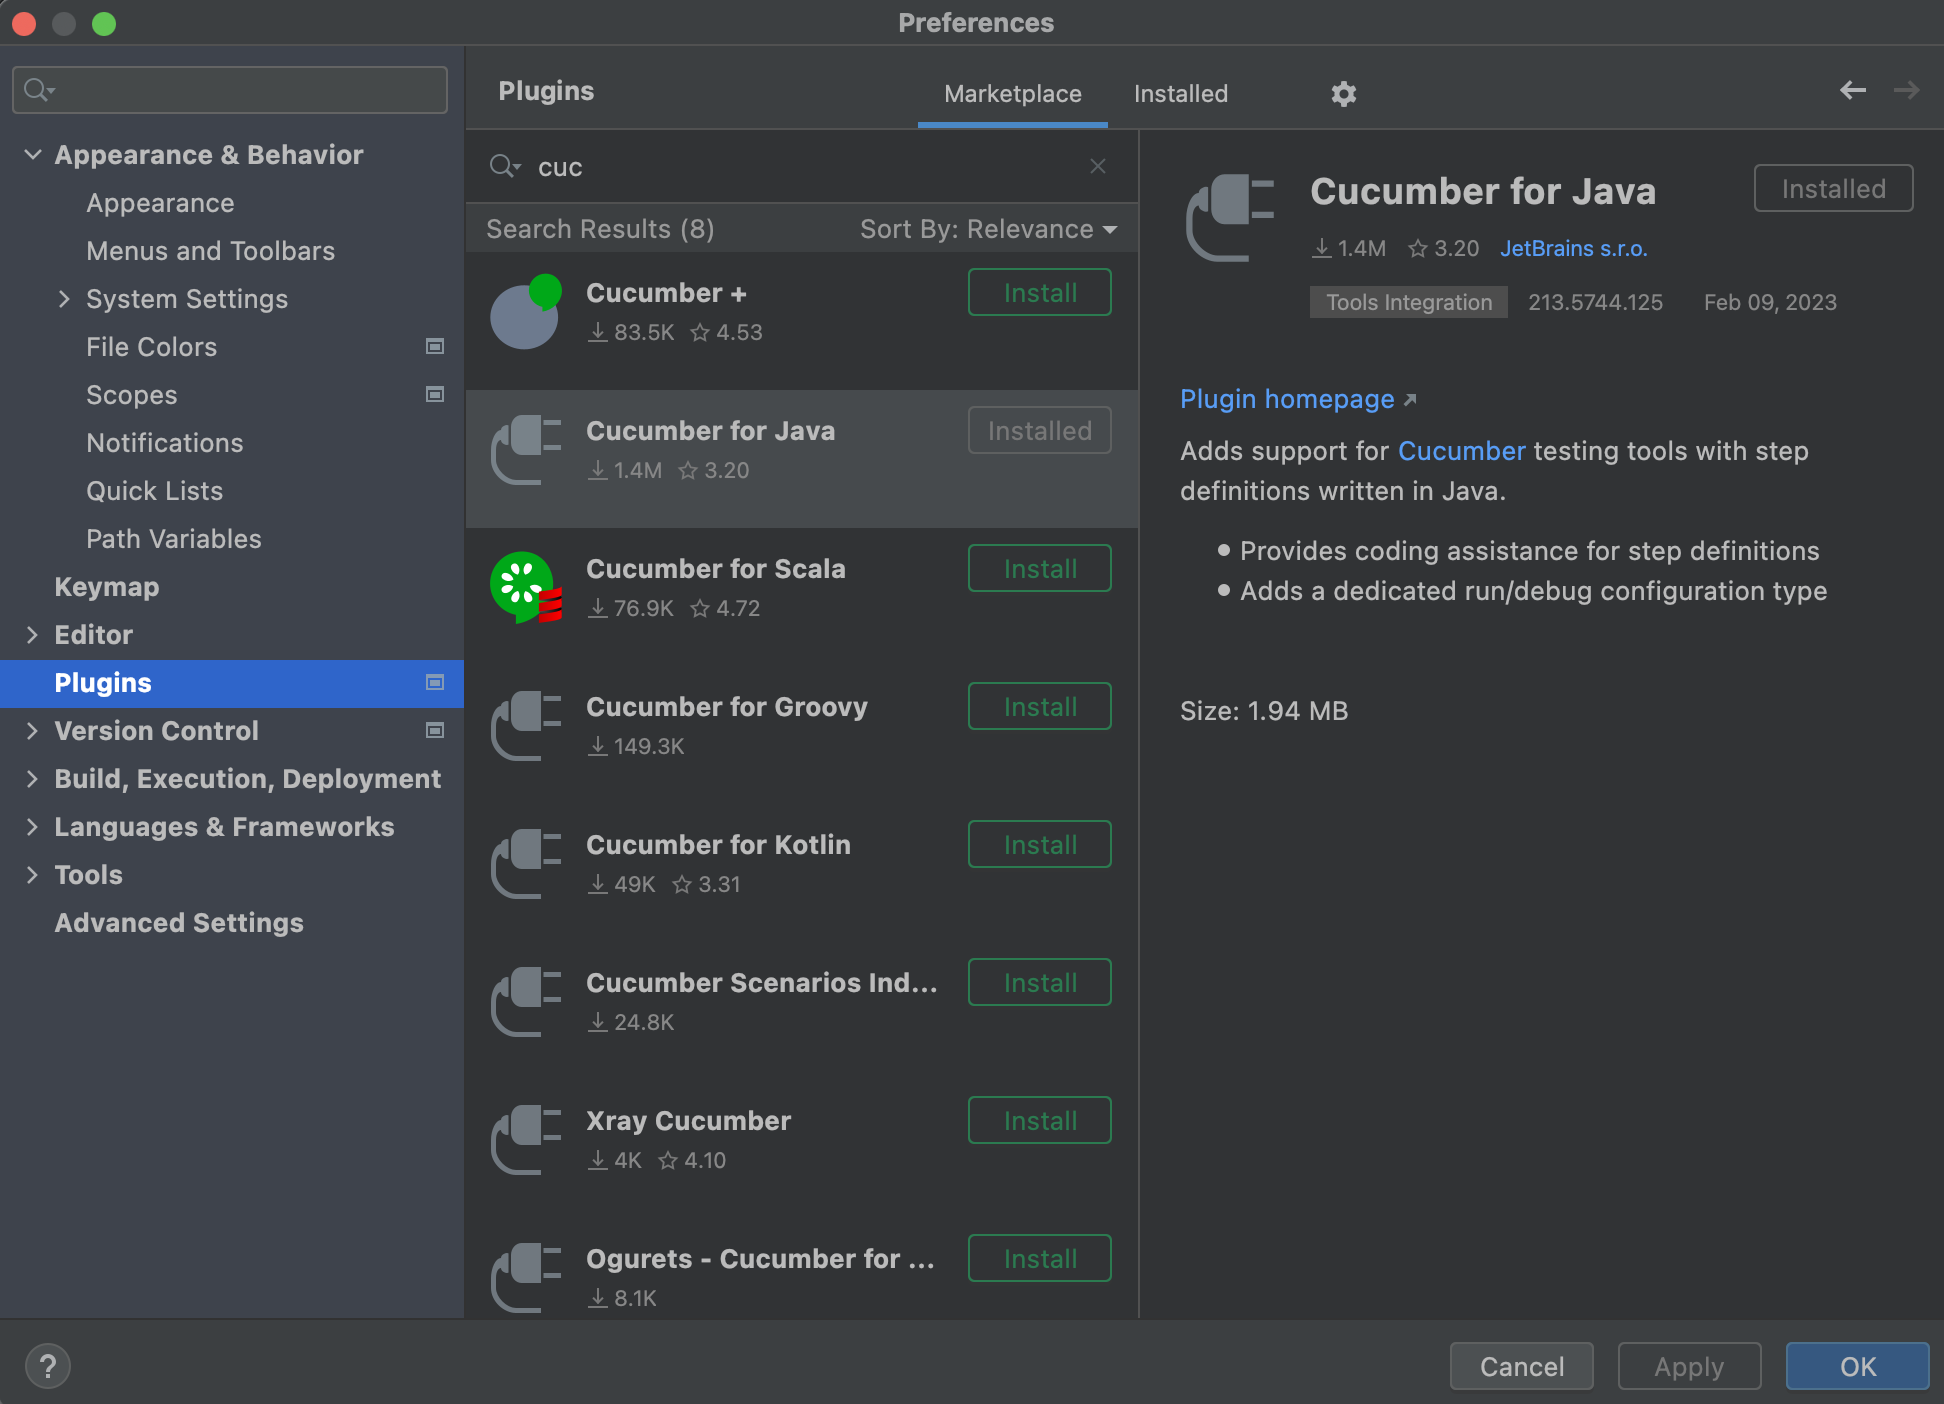 Preferences
Appearance & Behavior
Appearance
Menus and Toolbars
System Settings
File Colors
Scopes
Notifications
Quick Lists
Path Variables
Keymap
Editor
Plugins
Version Control
Build, Execution, Deployment
Languages & Frameworks
Tools
Advanced Settings
Plugins
Marketplace
Installed
cuc
Search Results (8)
Sort By: Relevance
Cucumber +
83.5K 4.53
Install
Cucumber for Java
1.4M 3.20
Installed
Cucumber for Scala
76.9K 4.72
Install
Cucumber for Groovy
149.3K
Install
Cucumber for Kotlin
49K 3.31
Install
Cucumber Scenarios Ind...
24.8K
Install
Xray Cucumber
4K 4.10
Install
Ogurets - Cucumber for ...
8.1K
Install
Cucumber for Java
Installed
1.4M 3.20 JetBrains s.r.o.
Tools Integration 213.5744.125 Feb 09, 2023
Plugin homepage ↗
Adds support for Cucumber testing tools with step
definitions written in Java.
• Provides coding assistance for step definitions
• Adds a dedicated run/debug configuration type
Size: 1.94 MB
?
Cancel
Apply
OK